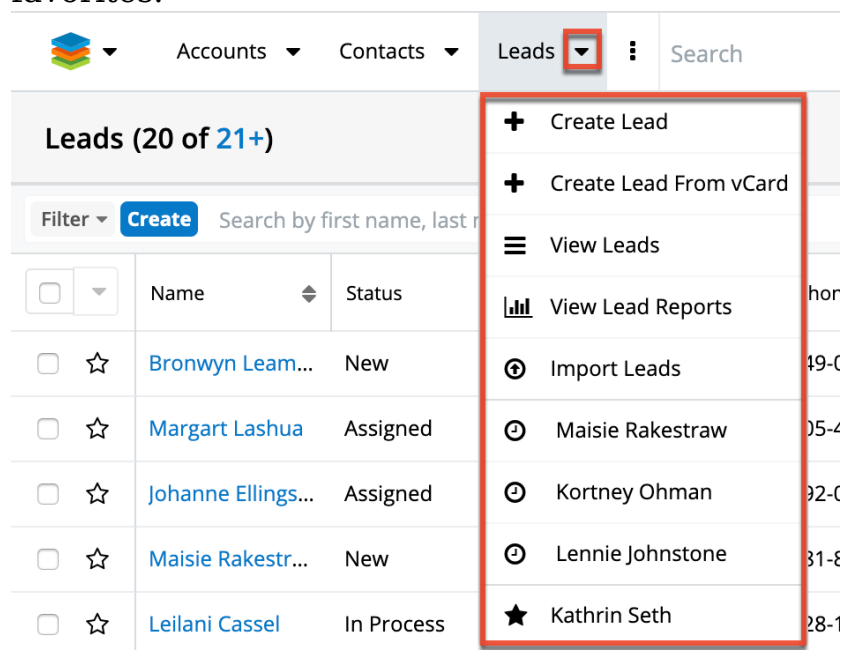 favorites.
Accounts Contacts Leads Search
Leads (20 of 21+)
Filter Create Search by first name, last
Name Status
Bronwyn Leam... New
Margart Lashua Assigned
Johanne Ellings... Assigned
Maisie Rakestr... New
Leilani Cassel In Process
Create Lead
Create Lead From vCard
View Leads
View Lead Reports
Import Leads
Maisie Rakestraw
Kortney Ohman
Lennie Johnstone
Kathrin Seth